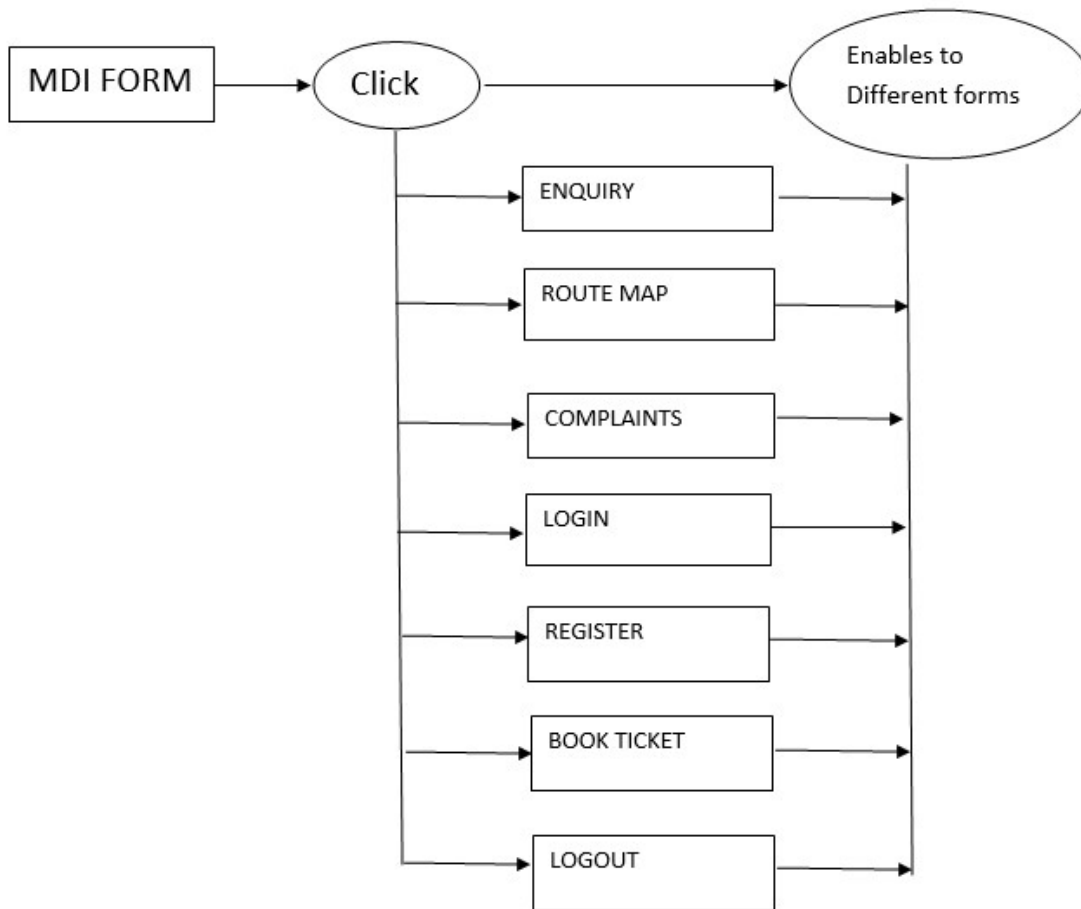 MDI FORM
Click
Enables to
Different forms
ENQUIRY
ROUTE MAP
COMPLAINTS
LOGIN
REGISTER
BOOK TICKET
LOGOUT